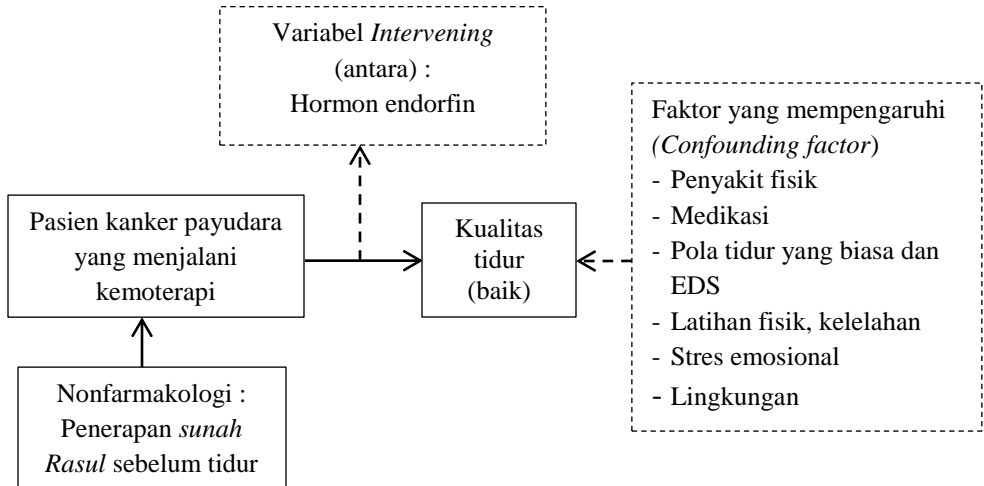 Variabel Intervening
(antara) :
Hormon endorfin
Faktor yang mempengaruhi
(Confounding factor)
- Penyakit fisik
- Medikasi
- Pola tidur yang biasa dan
EDS
- Latihan fisik, kelelahan
- Stres emosional
- Lingkungan
Pasien kanker payudara
yang menjalani
kemoterapi
Kualitas
tidur
(baik)
Nonfarmakologi :
Penerapan sunah
Rasul sebelum tidur